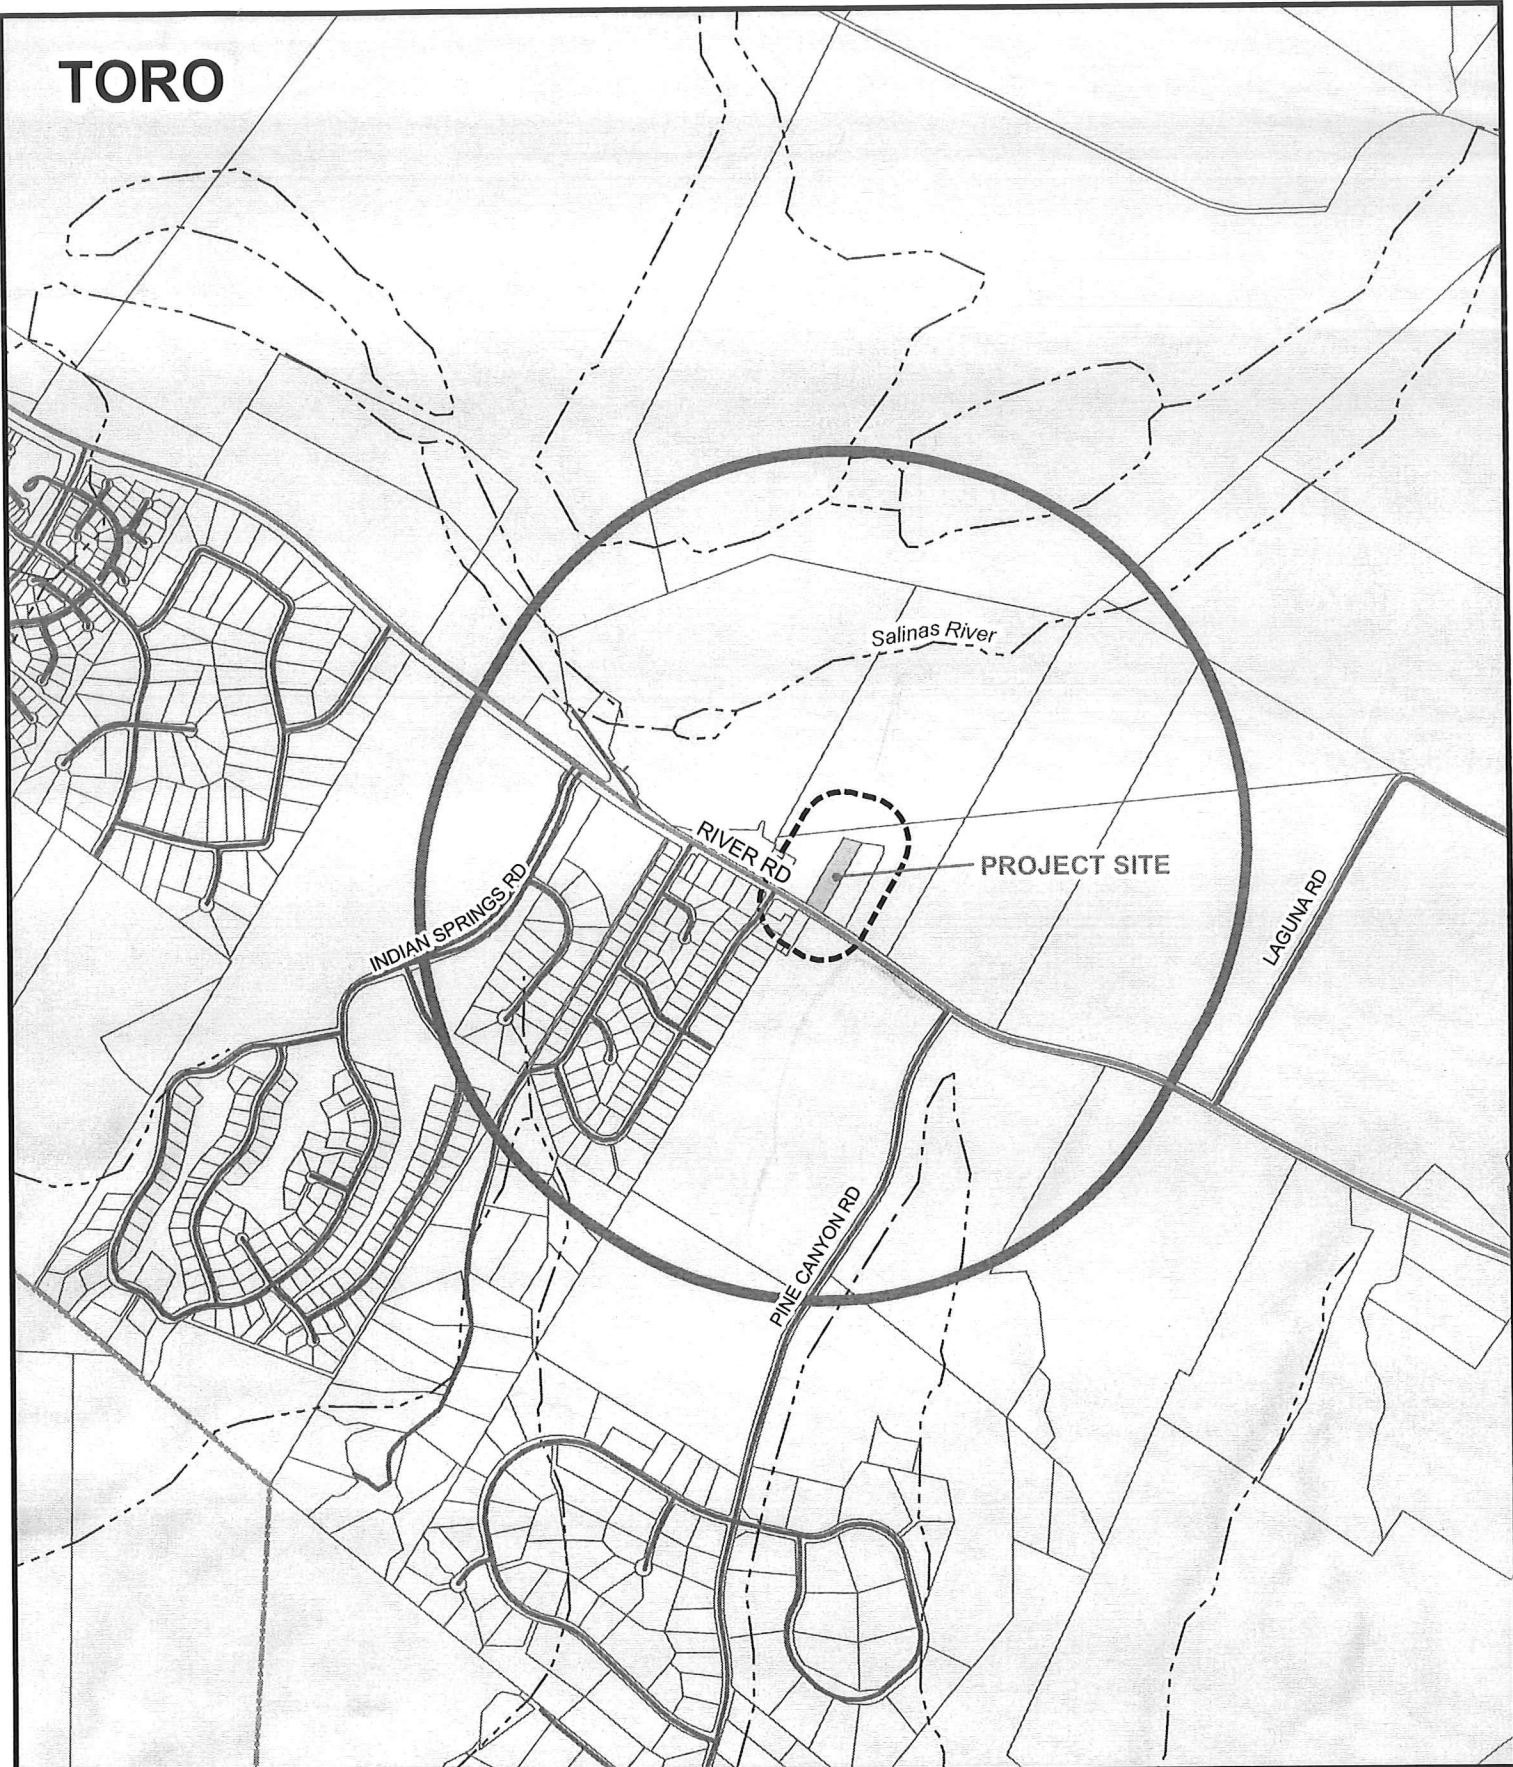 TORO
Salinas River
RIVER RD
PROJECT SITE
INDIAN SPRINGS RD
LAGUNA RD
PINE CANYON RD